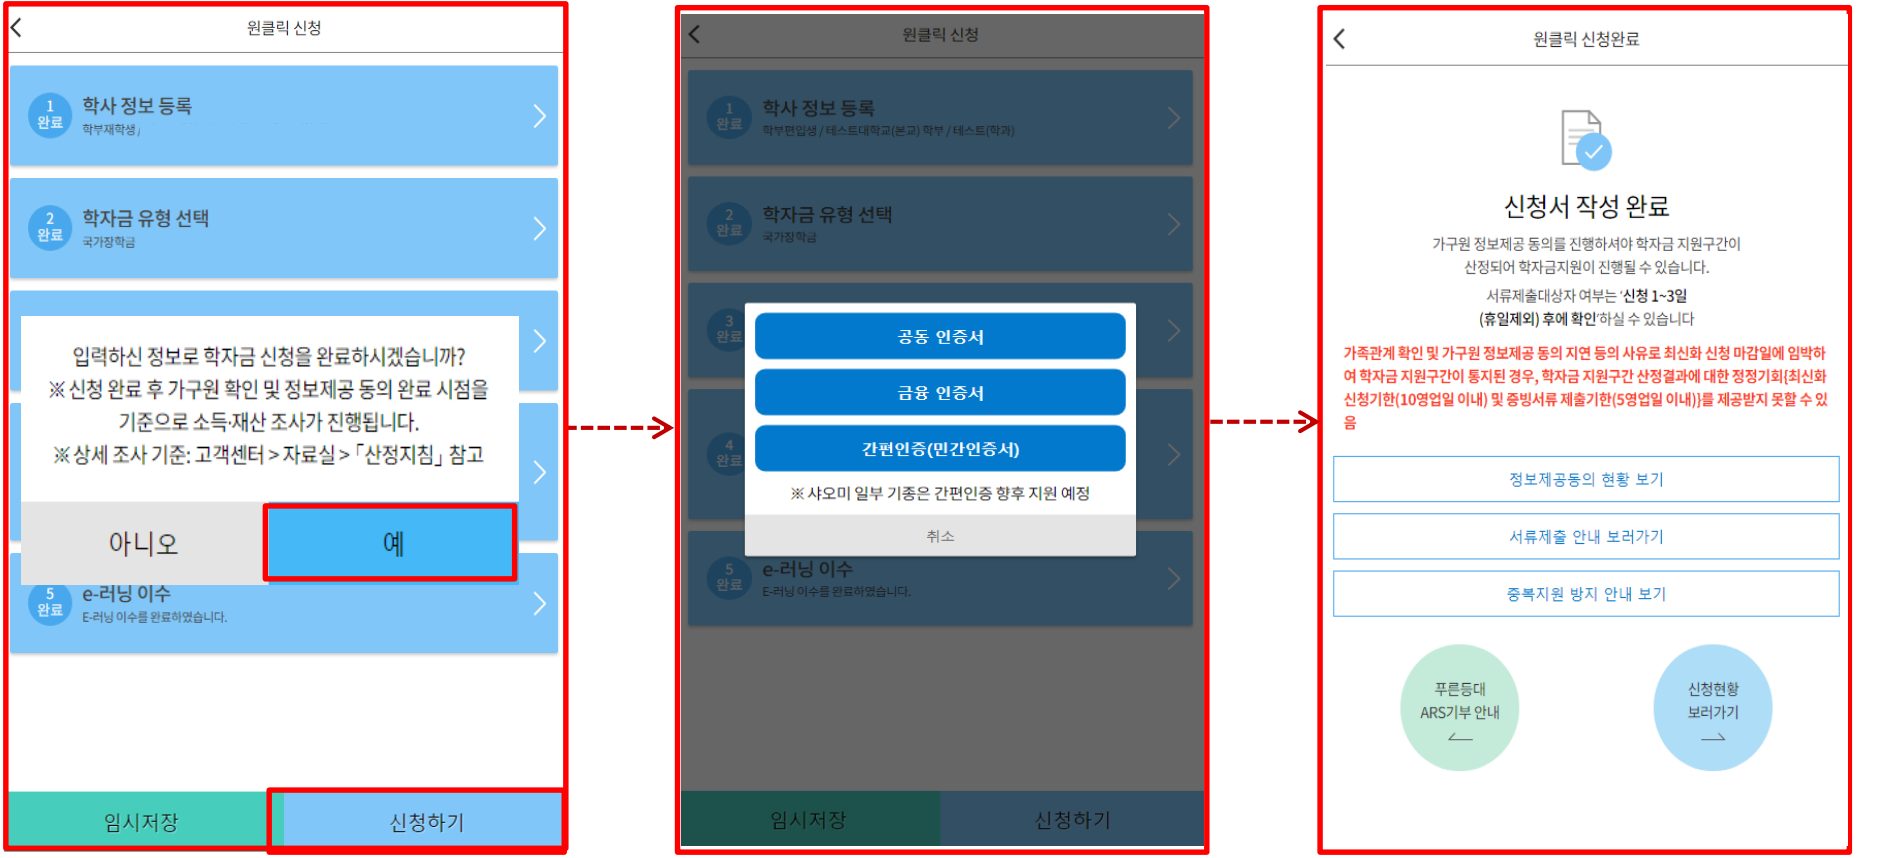 원클릭 신청
1
완료
학사 정보 등록
학부재학생 /
2
완료
학자금 유형 선택
국가장학금
입력하신 정보로 학자금 신청을 완료하시겠습니까?
※ 신청 완료 후 가구원 확인 및 정보제공 동의 완료 시점을
기준으로 소득·재산 조사가 진행됩니다.
※ 상세 조사 기준: 고객센터 > 자료실 > 「산정지침」 참고
아니오
예
5
완료
e-러닝 이수
E-러닝 이수를 완료하였습니다.
임시저장
신청하기
원클릭 신청
1
완료
학사 정보 등록
학부편입생 / 테스트대학교(본교) 학부 / 테스트(학과)
2
완료
학자금 유형 선택
국가장학금
3
완료
4
완료
공동 인증서
금융 인증서
간편인증(민간인증서)
※ 샤오미 일부 기종은 간편인증 향후 지원 예정
취소
5
완료
e-러닝 이수
E-러닝 이수를 완료하였습니다.
임시저장
신청하기
원클릭 신청완료
신청서 작성 완료
가구원 정보제공 동의를 진행하셔야 학자금 지원구간이
산정되어 학자금지원이 진행될 수 있습니다.
서류제출대상자 여부는 '신청 1~3일
(휴일제외) 후에 확인'하실 수 있습니다
가족관계 확인 및 가구원 정보제공 동의 지연 등의 사유로 최신화 신청 마감일에 임박하
여 학자금 지원구간이 통지된 경우, 학자금 지원구간 산정결과에 대한 정정기회{최신화
신청기한(10영업일 이내) 및 증빙서류 제출기한(5영업일 이내)}를 제공받지 못할 수 있
음
정보제공동의 현황 보기
서류제출 안내 보러가기
중복지원 방지 안내 보기
푸른등대
ARS기부 안내
신청현황
보러가기